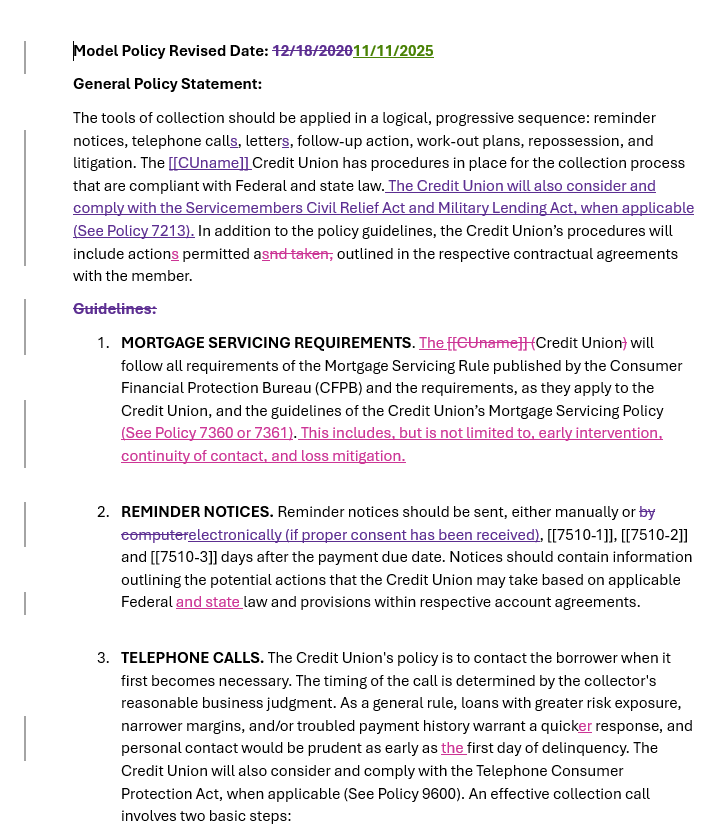 Model Policy Revised Date: 12/18/202011/11/2025
General Policy Statement:
The tools of collection should be applied in a logical, progressive sequence: reminder
notices, telephone calls, letters, follow-up action, work-out plans, repossession, and
litigation. The [[CUname]] Credit Union has procedures in place for the collection process
that are compliant with Federal and state law. The Credit Union will also consider and
comply with the Servicemembers Civil Relief Act and Military Lending Act, when applicable
(See Policy 7213). In addition to the policy guidelines, the Credit Union’s procedures will
include actions permitted asnd taken, outlined in the respective contractual agreements
with the member.
Guidelines:
1. MORTGAGE SERVICING REQUIREMENTS. The [[CUname]] (Credit Union) will
follow all requirements of the Mortgage Servicing Rule published by the Consumer
Financial Protection Bureau (CFPB) and the requirements, as they apply to the
Credit Union, and the guidelines of the Credit Union’s Mortgage Servicing Policy
(See Policy 7360 or 7361). This includes, but is not limited to, early intervention,
continuity of contact, and loss mitigation.
2. REMINDER NOTICES. Reminder notices should be sent, either manually or by
computerelectronically (if proper consent has been received), [[7510-1]], [[7510-2]]
and [[7510-3]] days after the payment due date. Notices should contain information
outlining the potential actions that the Credit Union may take based on applicable
Federal and state law and provisions within respective account agreements.
3. TELEPHONE CALLS. The Credit Union's policy is to contact the borrower when it
first becomes necessary. The timing of the call is determined by the collector's
reasonable business judgment. As a general rule, loans with greater risk exposure,
narrower margins, and/or troubled payment history warrant a quicker response, and
personal contact would be prudent as early as the first day of delinquency. The
Credit Union will also consider and comply with the Telephone Consumer
Protection Act, when applicable (See Policy 9600). An effective collection call
involves two basic steps: